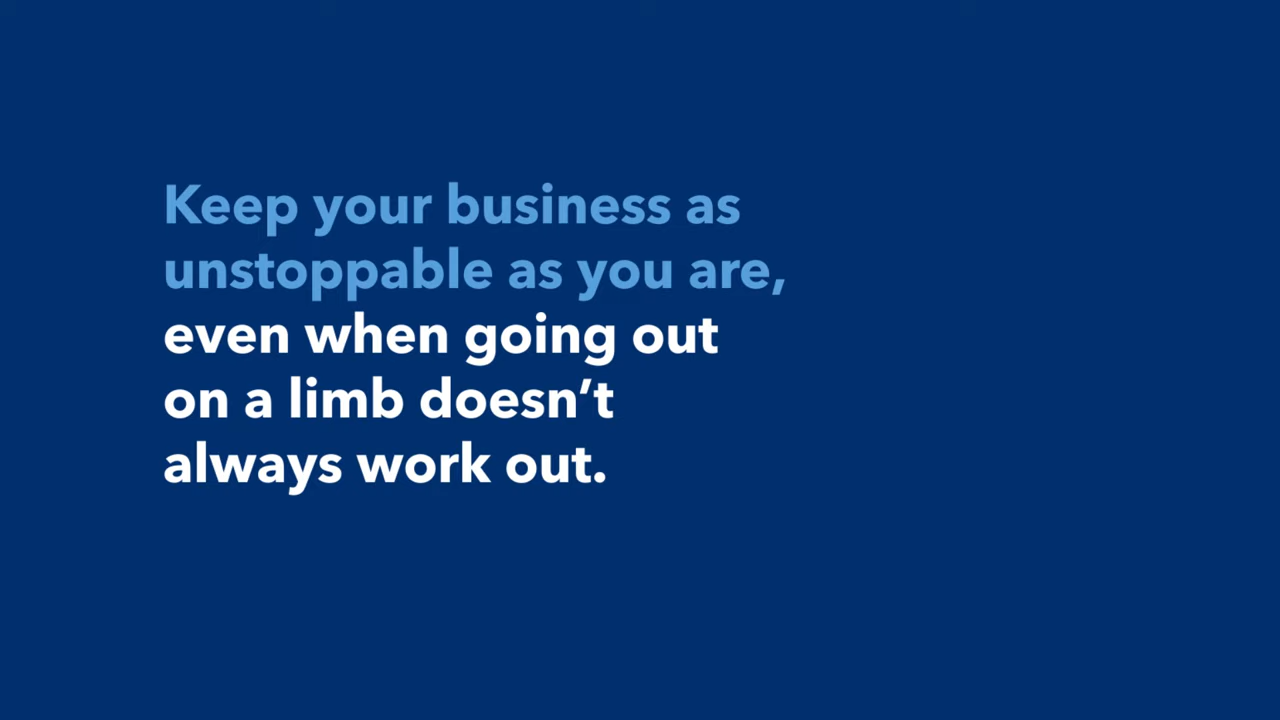 Keep your business as
unstoppable as you are,
even when going out
on a limb doesn’t
always work out.